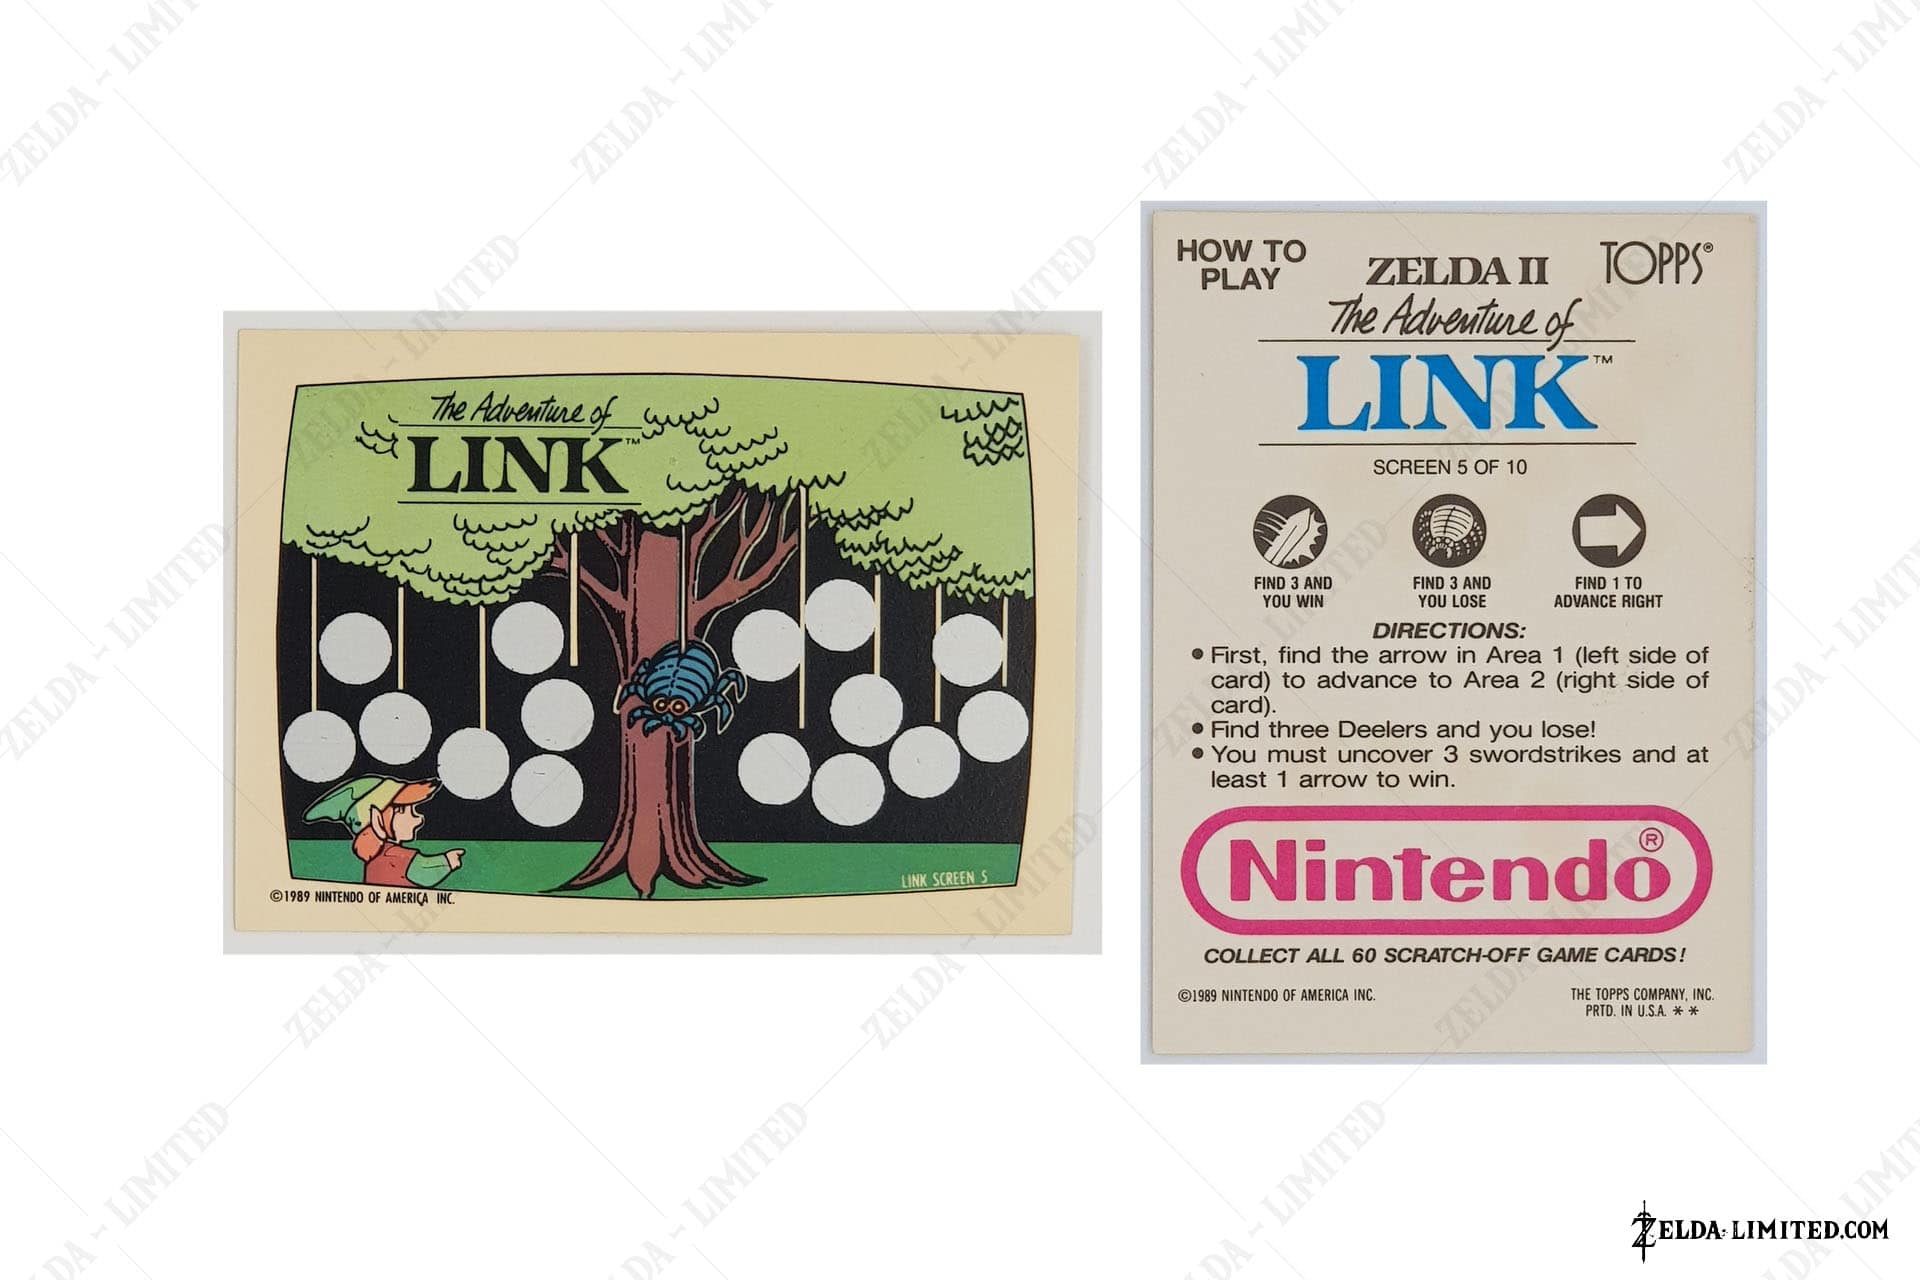 The Adventure of
LINK™
LINK SCREEN 5
©1989 NINTENDO OF AMERICA INC.
HOW TO
PLAY
ZELDA II
TOPPS®
The Adventure of
LINK™
SCREEN 5 OF 10
FIND 3 AND
YOU WIN
FIND 3 AND
YOU LOSE
FIND 1 TO
ADVANCE RIGHT
DIRECTIONS:
• First, find the arrow in Area 1 (left side of
card) to advance to Area 2 (right side of
card).
• Find three Deelers and you lose!
• You must uncover 3 swordstrikes and at
least 1 arrow to win.
Nintendo®
COLLECT ALL 60 SCRATCH-OFF GAME CARDS!
©1989 NINTENDO OF AMERICA INC.
THE TOPPS COMPANY, INC.
PRTD. IN U.S.A. * *
ZELDA-LIMITED.COM
ZELDA - LIMITED